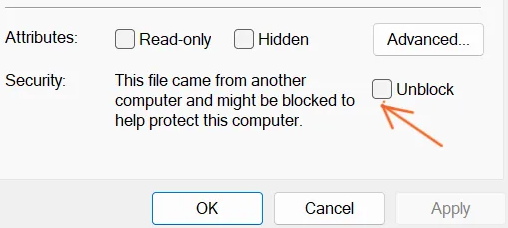 Attributes: Read-only Hidden Advanced...
Security: This file came from another
computer and might be blocked to
help protect this computer.
Unblock
OK Cancel Apply